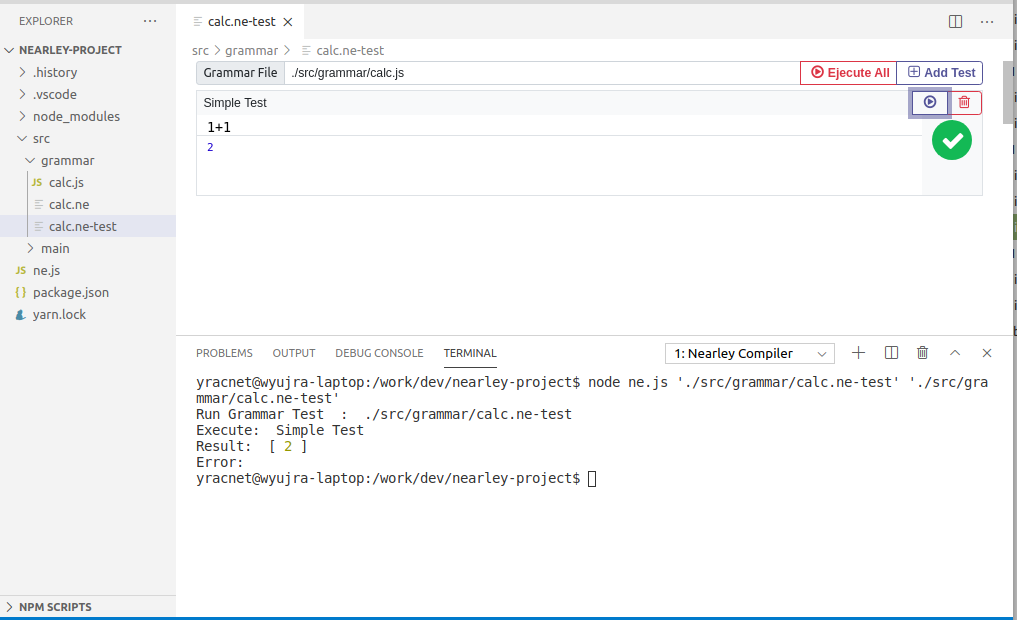 EXPLORER
NEARLEY-PROJECT
.history
.vscode
node_modules
src
grammar
JS calc.js
calc.ne
calc.ne-test
main
JS ne.js
{} package.json
yarn.lock
NPM SCRIPTS
calc.ne-test
src > grammar > calc.ne-test
Grammar File ./src/grammar/calc.js Ejecute All Add Test
Simple Test
1+1
2
PROBLEMS OUTPUT DEBUG CONSOLE TERMINAL 1: Nearley Compiler
yracnet@wyujra-laptop:/work/dev/nearley-project$ node ne.js './src/grammar/calc.ne-test' './src/gra
mmar/calc.ne-test'
Run Grammar Test  :  ./src/grammar/calc.ne-test
Execute:  Simple Test
Result:  [ 2 ]
Error:
yracnet@wyujra-laptop:/work/dev/nearley-project$